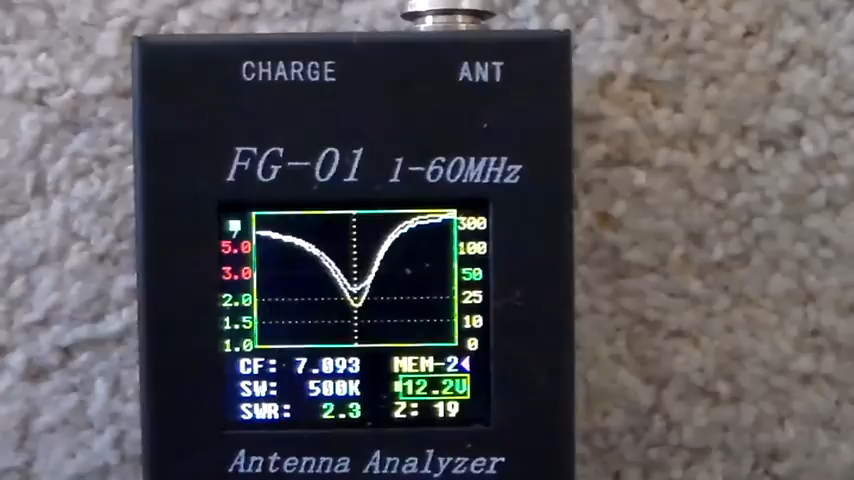 CHARGE ANT
FG-01 1-60MHz
300
5.0 100
3.0 50
2.0 25
1.5 10
1.0 0
CF: 7.093 MEM-2
SW: 500K 12.2V
SWR: 2.3 Z: 19
Antenna Analyzer